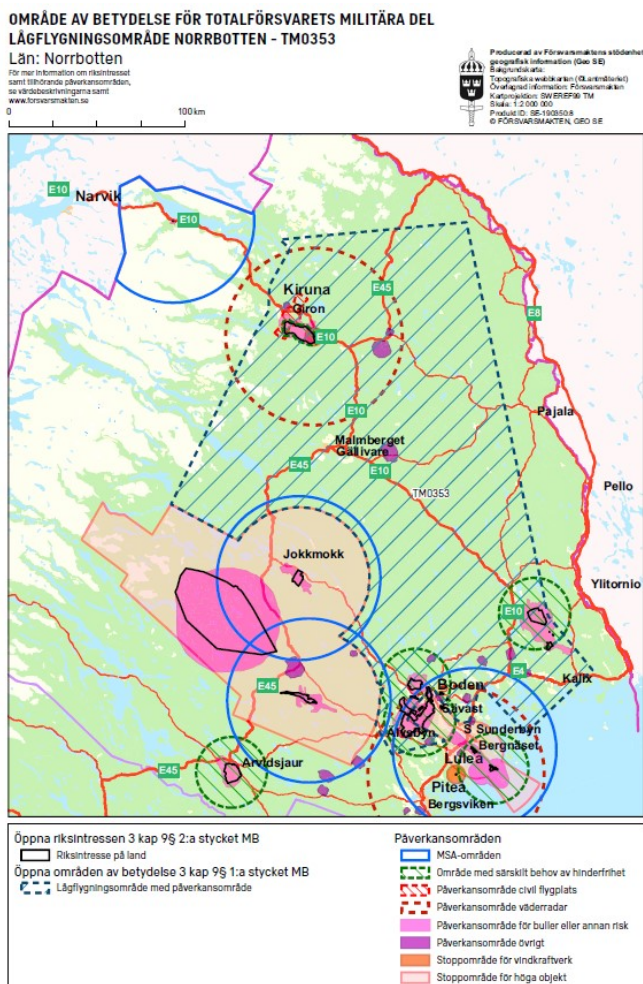 OMRÅDE AV BETYDELSE FÖR TOTALFÖRSVARETS MILITÄRA DEL
LÅGFLYGNINGSOMRÅDE NORRBOTTEN - TM0353
Län: Norrbotten
För mer information om riksintresset
samt tillhörande påverkansområden,
se värdebeskrivningarna samt
www.forsvarsmakten.se
Producerad av Försvarsmaktens stödenhet
geografisk information (Geo SE)
Bakgrundskarta:
Topografiska webbkartan (©Lantmäteriet)
Överlagrad information: Försvarsmakten
Kartprojektion: SWEREF99 TM
Skala: 1:2 000 000
Produkt ID: SE-190350:8
© FÖRSVARSMAKTEN, GEO SE
0 100 km
E10
Narvik
E10
Kiruna
Giron
E45
E10
E8
E10
Pajala
Malmberget
Gällivare
E45
E10
TM0353
Pello
Jokkmokk
Ylitornio
E10
E4
Kalix
E45
Boden
Sävast
Älvsbyn
S Sunderbyn
Bergnäset
Luleå
Arvidsjaur
E45
Piteå
Bergsviken
Öppna riksintressen 3 kap 9§ 2:a stycket MB
Riksintresse på land
Öppna områden av betydelse 3 kap 9§ 1:a stycket MB
Lågflygningsområde med påverkansområde
Påverkansområden
MSA-områden
Område med särskilt behov av hinderfrihet
Påverkansområde civil flygplats
Påverkansområde väderradar
Påverkansområde för buller eller annan risk
Påverkansområde övrigt
Stoppområde för vindkraftverk
Stoppområde för höga objekt